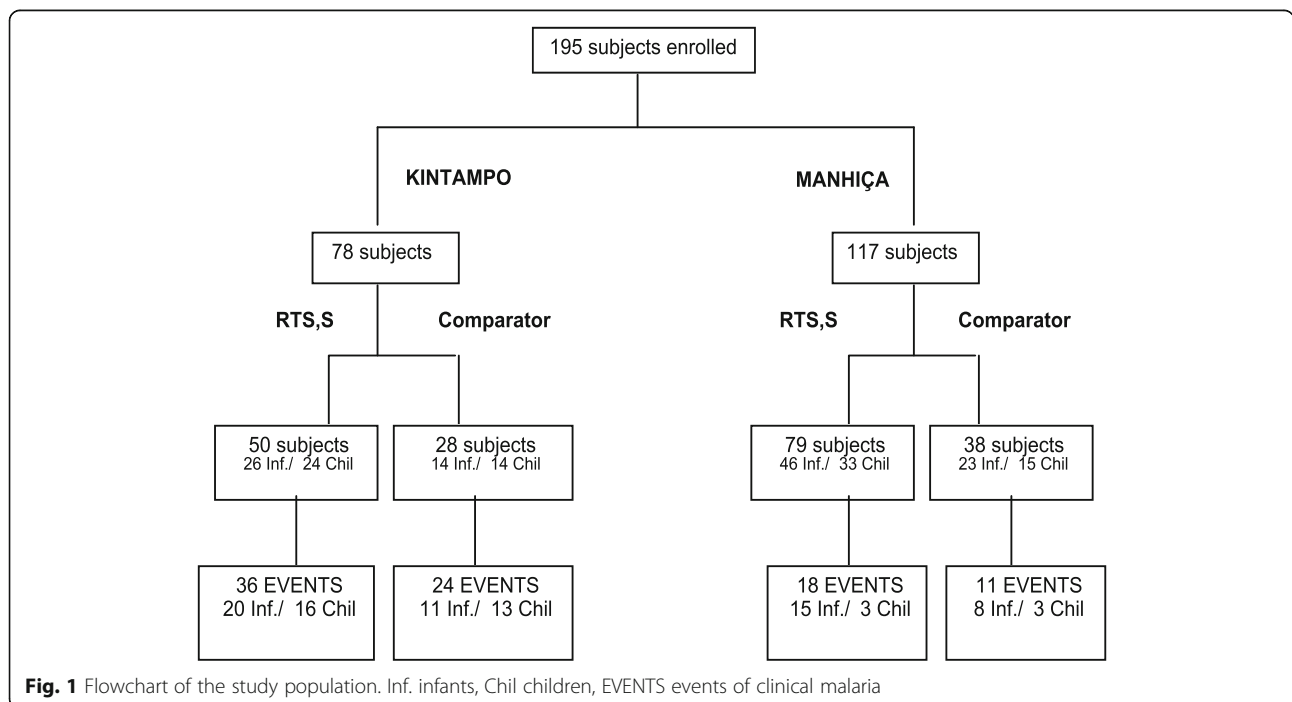 195 subjects enrolled
KINTAMPO
MANHIÇA
78 subjects
117 subjects
RTS,S
Comparator
RTS,S
Comparator
50 subjects
26 Inf./ 24 Chil
28 subjects
14 Inf./ 14 Chil
79 subjects
46 Inf./ 33 Chil
38 subjects
23 Inf./ 15 Chil
36 EVENTS
20 Inf./ 16 Chil
24 EVENTS
11 Inf./ 13 Chil
18 EVENTS
15 Inf./ 3 Chil
11 EVENTS
8 Inf./ 3 Chil
Fig. 1 Flowchart of the study population. Inf. infants, Chil children, EVENTS events of clinical malaria